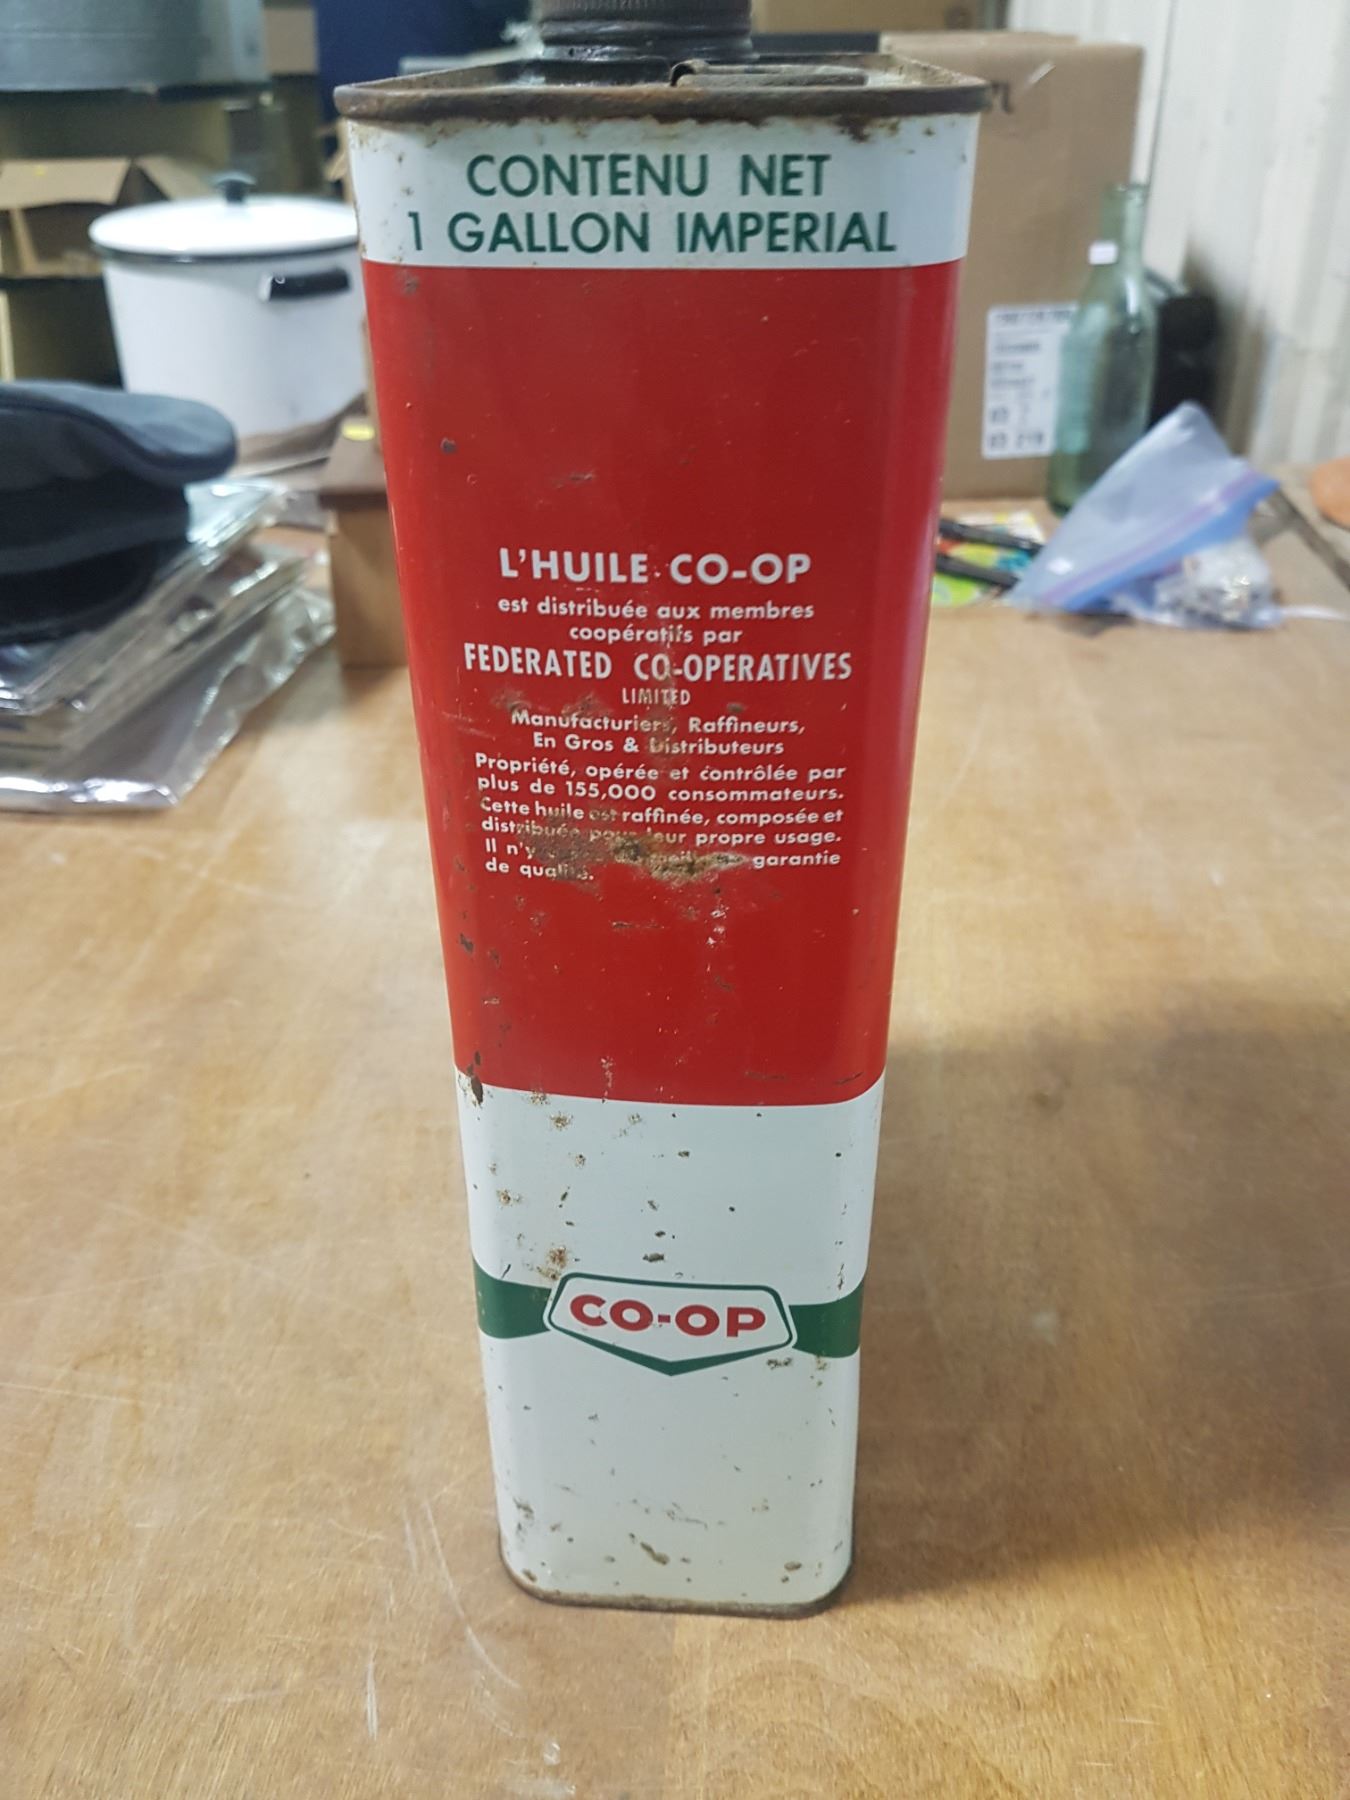 CONTENU NET
1 GALLON IMPERIAL
L'HUILE CO-OP
est distribuée aux membres
coopératifs par
FEDERATED CO-OPERATIVES
LIMITED
Manufacturiers, Raffineurs,
En Gros & Distributeurs
Propriété, opérée et contrôlée par
plus de 155,000 consommateurs.
Cette huile est raffinée, composée et
distribuée pour leur propre usage.
Il n'y garantie
de qualité.
CO-OP